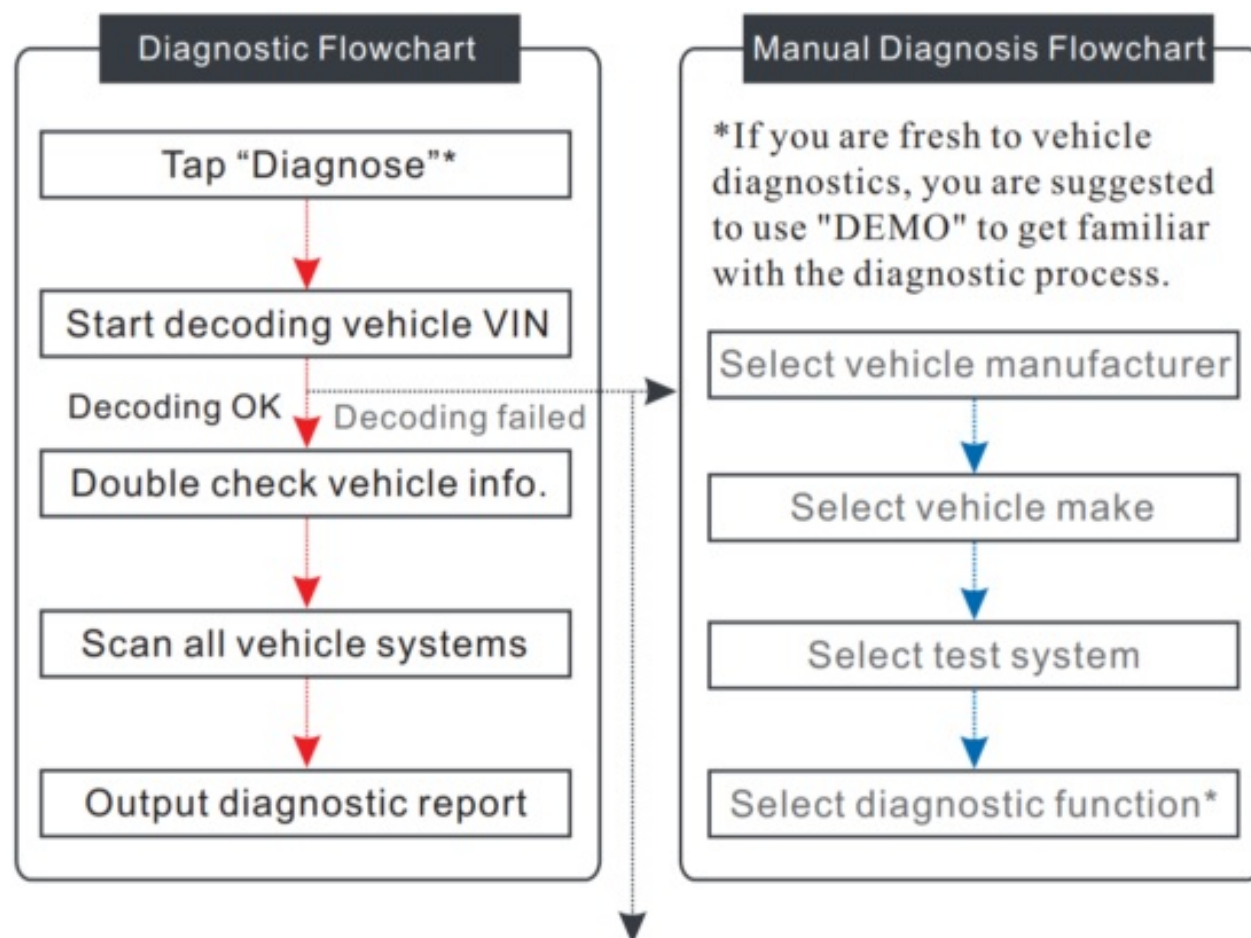 Diagnostic Flowchart
Tap “Diagnose”*
Start decoding vehicle VIN
Decoding OK
Decoding failed
Double check vehicle info.
Scan all vehicle systems
Output diagnostic report
Manual Diagnosis Flowchart
*If you are fresh to vehicle
diagnostics, you are suggested
to use "DEMO" to get familiar
with the diagnostic process.
Select vehicle manufacturer
Select vehicle make
Select test system
Select diagnostic function*